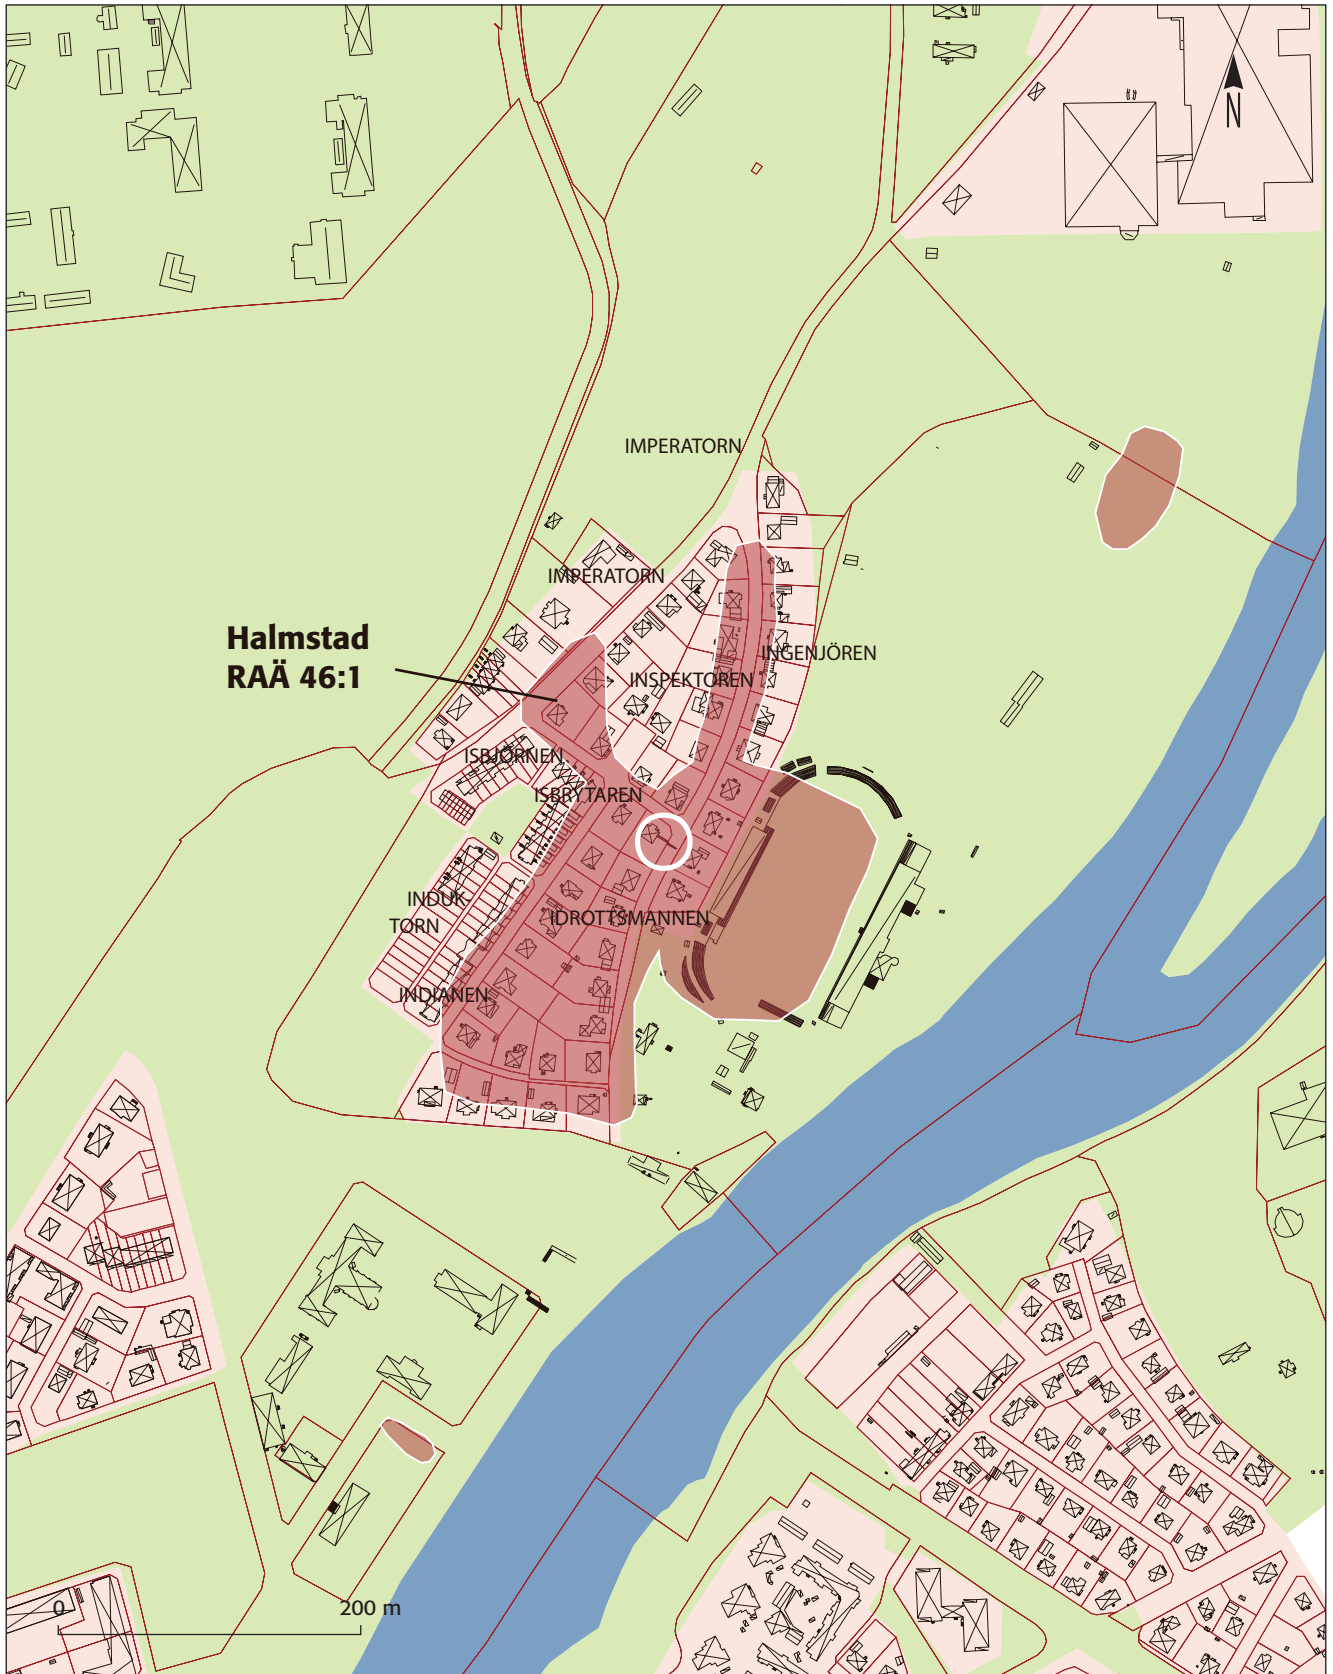 N
IMPERATORN
IMPERATORN
Halmstad
RAÄ 46:1
INGENJÖREN
INSPEKTOREN
ISBJÖRNEN
ISBRYTAREN
INDUK-
TORN
IDROTTSMANNEN
INDIANEN
0 200 m